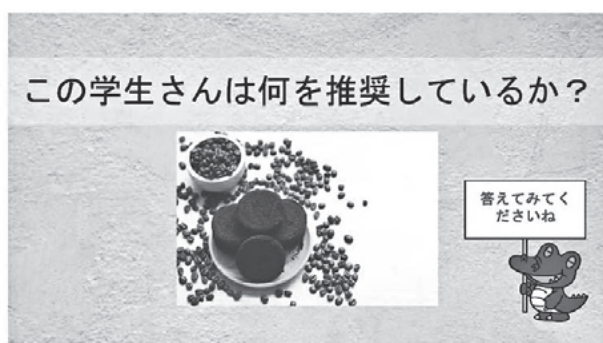 この学生さんは何を推奨しているか？
答えてみてく
ださいね